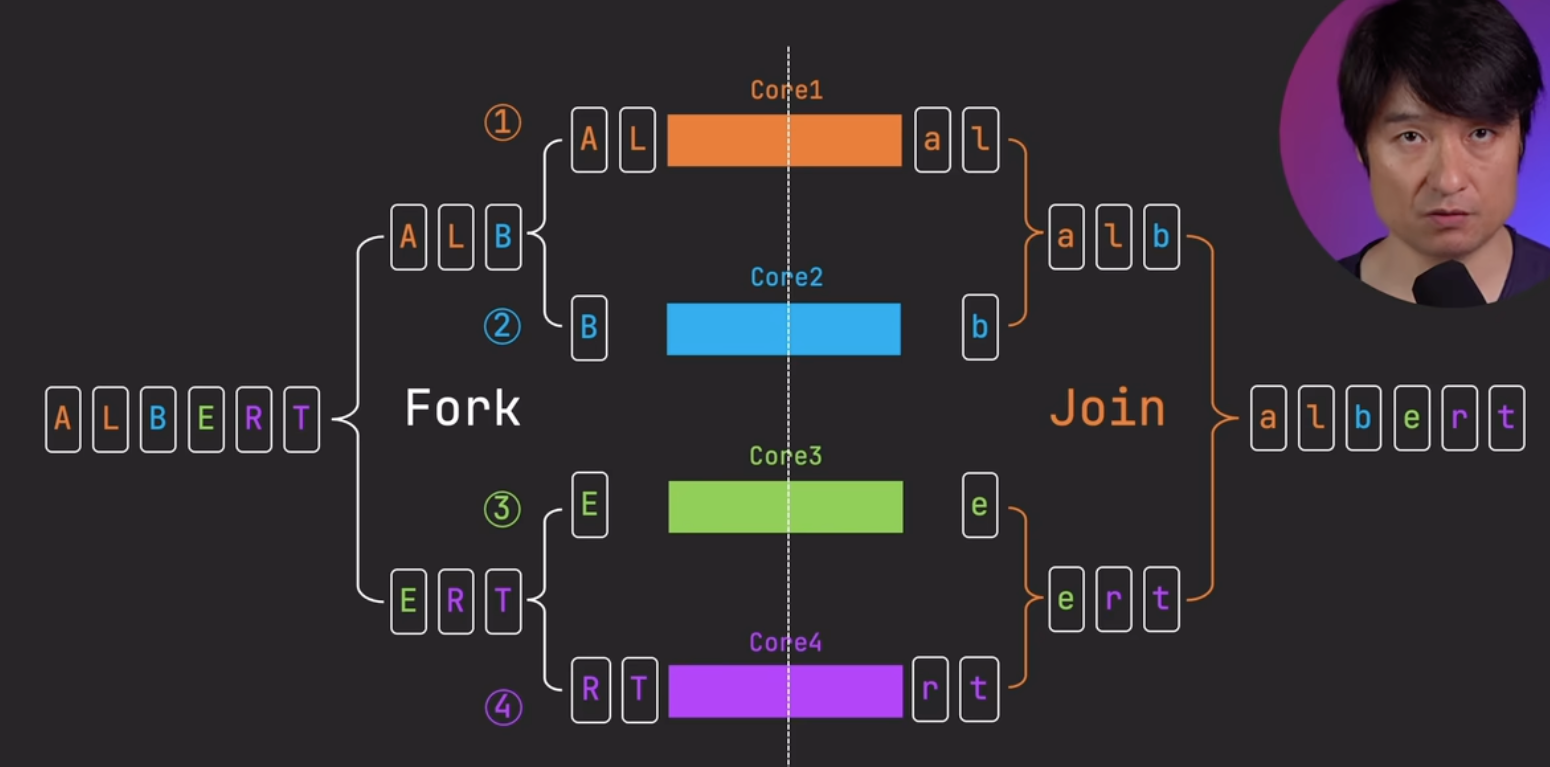 Core1
① A L a l
A L B a l b
Core2
② B b
Fork Join
A L B E R T a l b e r t
Core3
③ E e
E R T e r t
Core4
④ R T r t